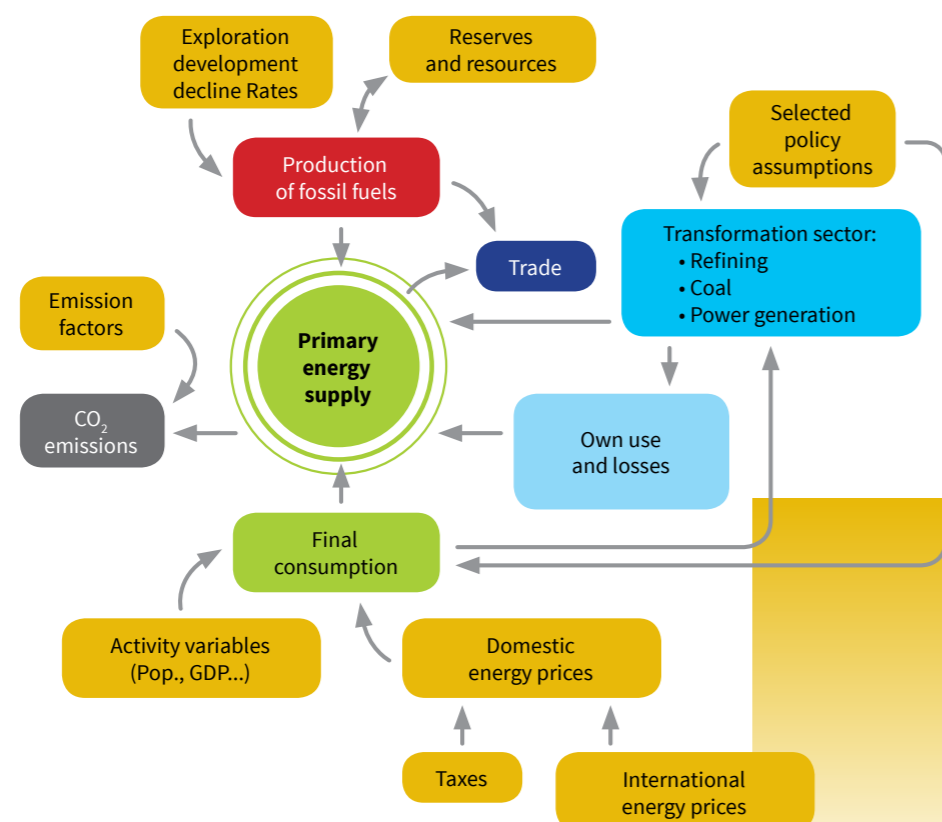 Exploration
development
decline Rates
Reserves
and resources
Selected
policy
assumptions
Production
of fossil fuels
Trade
Transformation sector:
• Refining
• Coal
• Power generation
Emission
factors
Primary
energy
supply
CO₂
emissions
Own use
and losses
Final
consumption
Activity variables
(Pop., GDP...)
Domestic
energy prices
Taxes
International
energy prices